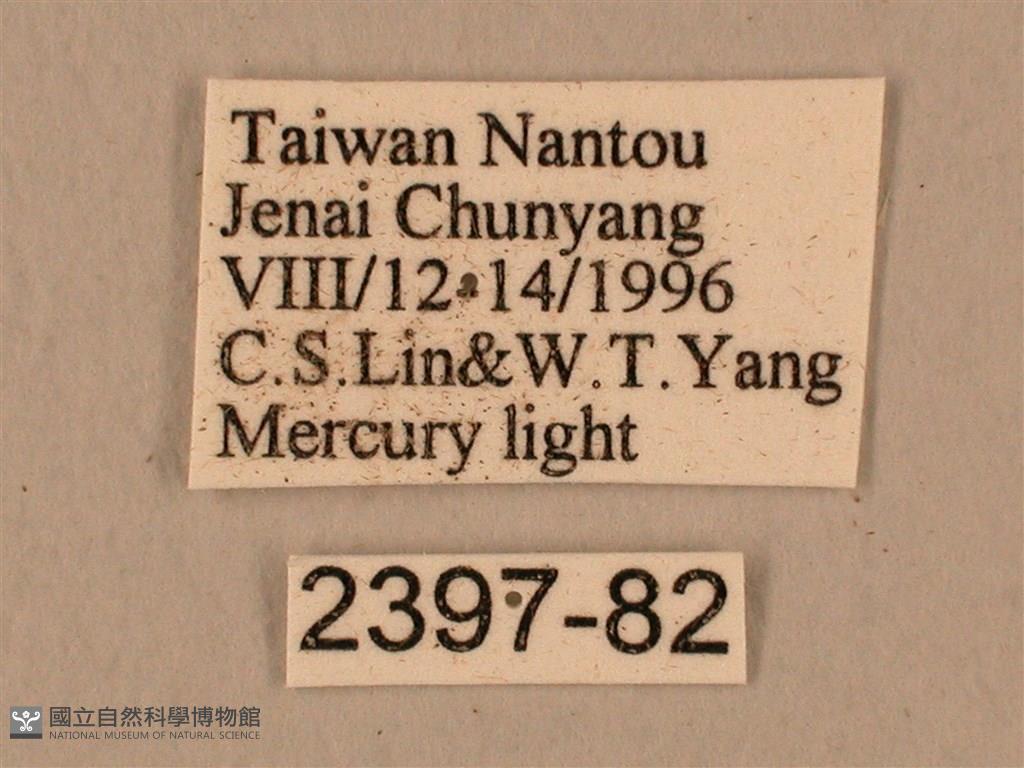 Taiwan Nantou
Jenai Chunyang
VIII/12-14/1996
C.S.Lin&W.T.Yang
Mercury light
2397-82
國立自然科學博物館
NATIONAL MUSEUM OF NATURAL SCIENCE